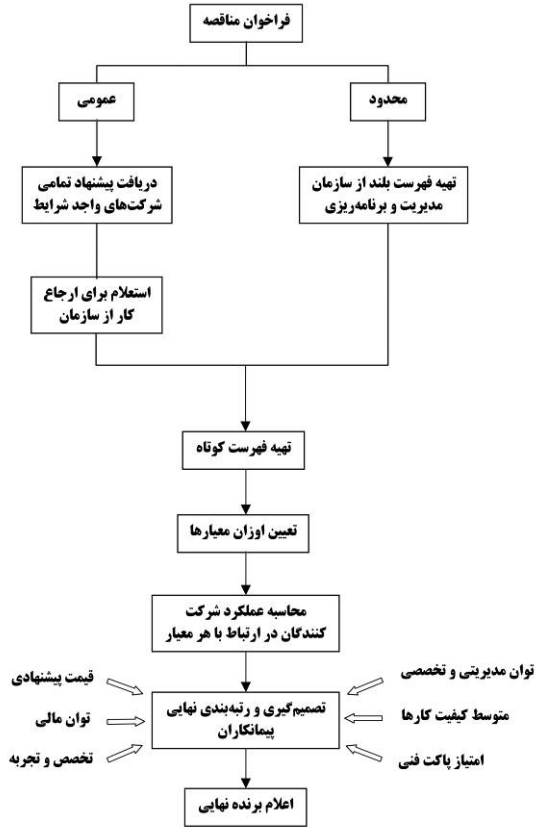 فراخوان مناقصه
محدود
عمومی
تهیه فهرست بلند از سازمان
مدیریت و برنامه‌ریزی
دریافت پیشنهاد تمامی
شرکت‌های واجد شرایط
استعلام برای ارجاع
کار از سازمان
تهیه فهرست کوتاه
تعیین اوزان معیارها
محاسبه عملکرد شرکت
کنندگان در ارتباط با هر معیار
توان مدیریتی و تخصصی
متوسط کیفیت کارها
امتیاز پاکت فنی
تصمیم‌گیری و رتبه‌بندی نهایی
پیمانکاران
قیمت پیشنهادی
توان مالی
تخصص و تجربه
اعلام برنده نهایی